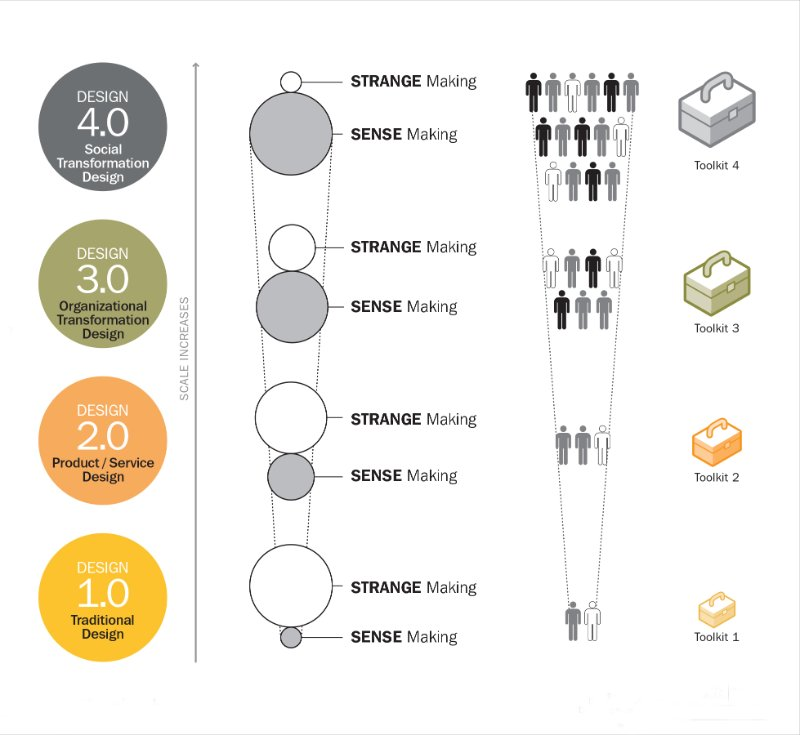 DESIGN
4.0
Social
Transformation
Design
STRANGE Making
SENSE Making
Toolkit 4
DESIGN
3.0
Organizational
Transformation
Design
SCALE INCREASES
STRANGE Making
SENSE Making
Toolkit 3
DESIGN
2.0
Product / Service
Design
STRANGE Making
SENSE Making
Toolkit 2
DESIGN
1.0
Traditional
Design
STRANGE Making
SENSE Making
Toolkit 1